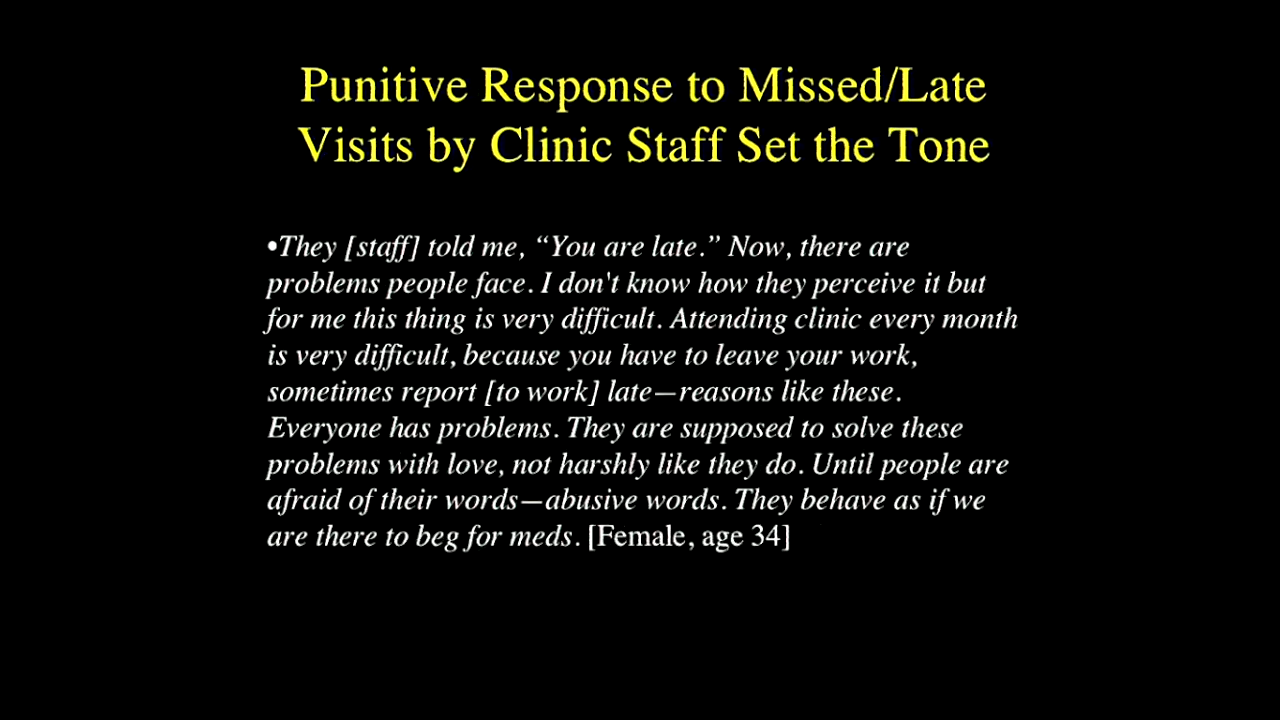 Punitive Response to Missed/Late
Visits by Clinic Staff Set the Tone
•They [staff] told me, “You are late.” Now, there are
problems people face. I don't know how they perceive it but
for me this thing is very difficult. Attending clinic every month
is very difficult, because you have to leave your work,
sometimes report [to work] late—reasons like these.
Everyone has problems. They are supposed to solve these
problems with love, not harshly like they do. Until people are
afraid of their words—abusive words. They behave as if we
are there to beg for meds. [Female, age 34]